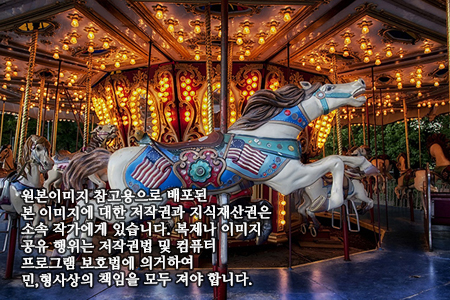 원본이미지 참고용으로 배포된
본 이미지에 대한 저작권과 지식재산권은
소속 작가에게 있습니다. 복제나 이미지
공유 행위는 저작권법 및 컴퓨터
프로그램 보호법에 의거하여
민,형사상의 책임을 모두 져야 합니다.